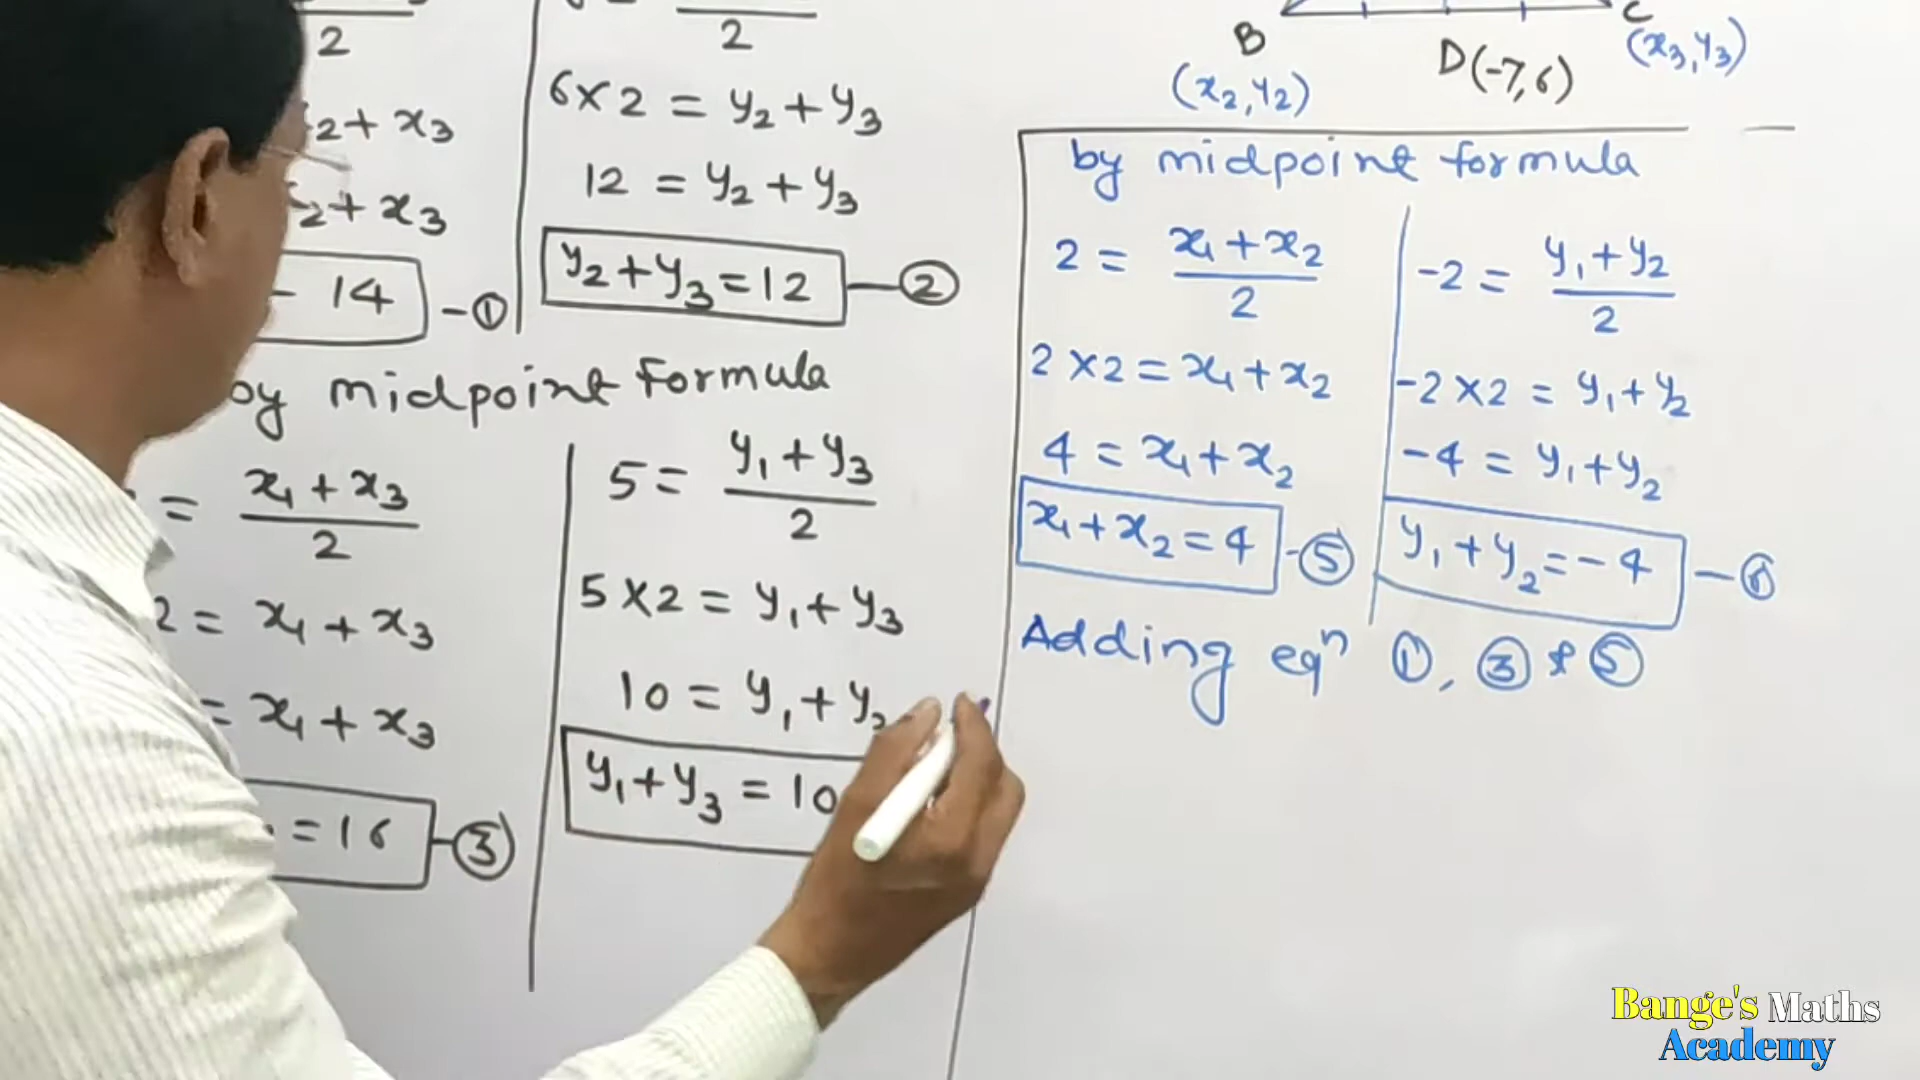 2
2 + x3
2 + x3
- 14 -①
2
6×2 = y2 + y3
12 = y2 + y3
y2 + y3 = 12 —②
by midpoint formula
= x1 + x3
2
2 = x1 + x3
= x1 + x3
= 16 -③
5 = y1 + y3
2
5×2 = y1 + y3
10 = y1 + y3
y1 + y3 = 10
B
(x2, y2)
D(-7, 6)
C
(x3, y3)
by midpoint formula
2 = x1 + x2
2
2×2 = x1 + x2
4 = x1 + x2
x1 + x2 = 4 -⑤
-2 = y1 + y2
2
-2×2 = y1 + y2
-4 = y1 + y2
y1 + y2 = -4 —⑥
Adding eqn ①, ③ & ⑤
Bange's Maths
Academy